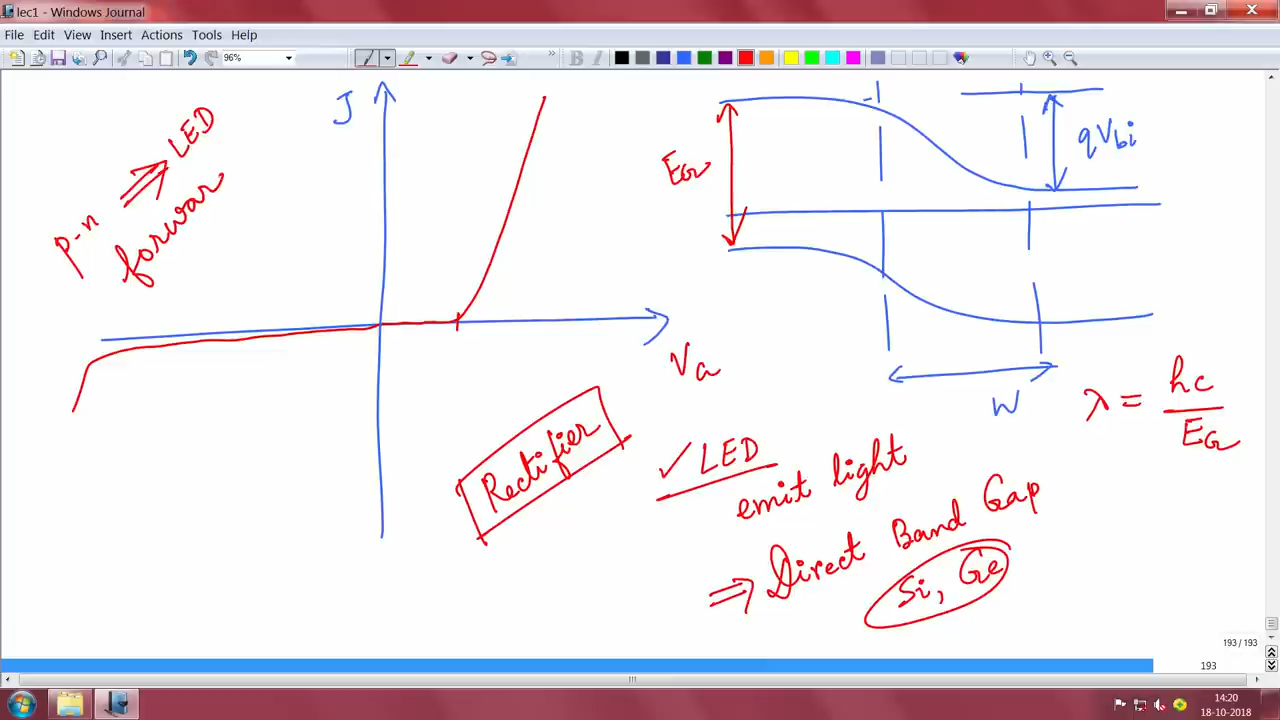 lec1 - Windows Journal
File Edit View Insert Actions Tools Help
96%
J
p-n ⇒ LED
forwar
Va
Rectifier
EG
qVbi
W
λ = hc / EG
✓ LED
emit light
⇒ Direct Band Gap
Si, Ge
193 / 193
193
14:20
18-10-2018